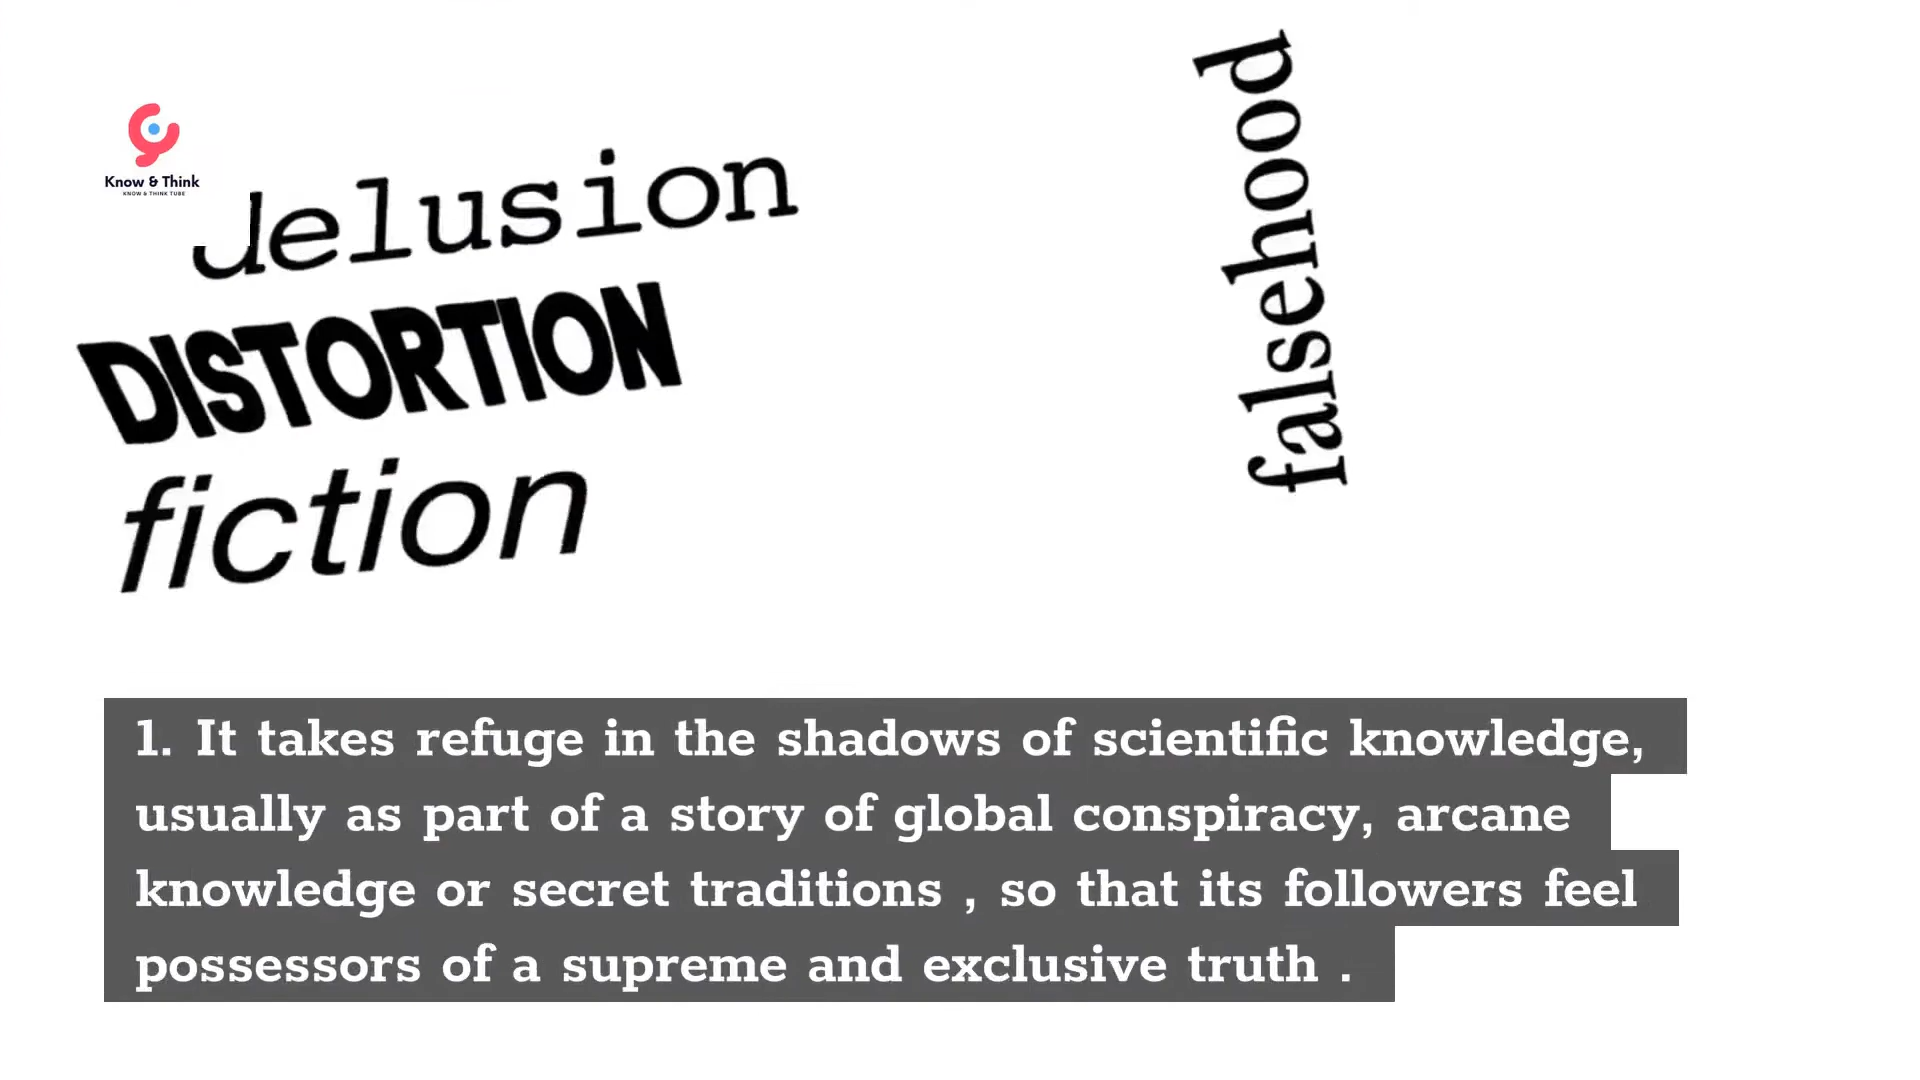 Know & Think
KNOW & THINK TUBE
delusion
DISTORTION
fiction
falsehood
1. It takes refuge in the shadows of scientific knowledge,
usually as part of a story of global conspiracy, arcane
knowledge or secret traditions , so that its followers feel
possessors of a supreme and exclusive truth .